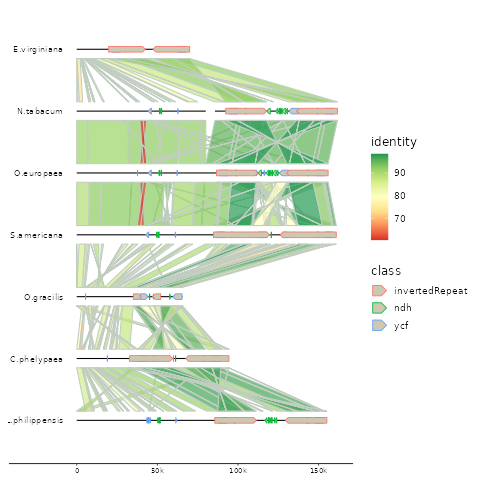 E.virginiana
N.tabacum
O.europaea
S.americana
O.gracilis
C.phelypaea
..philippensis
0
50k
100k
150k
identity
90
80
70
class
invertedRepeat
ndh
ycf